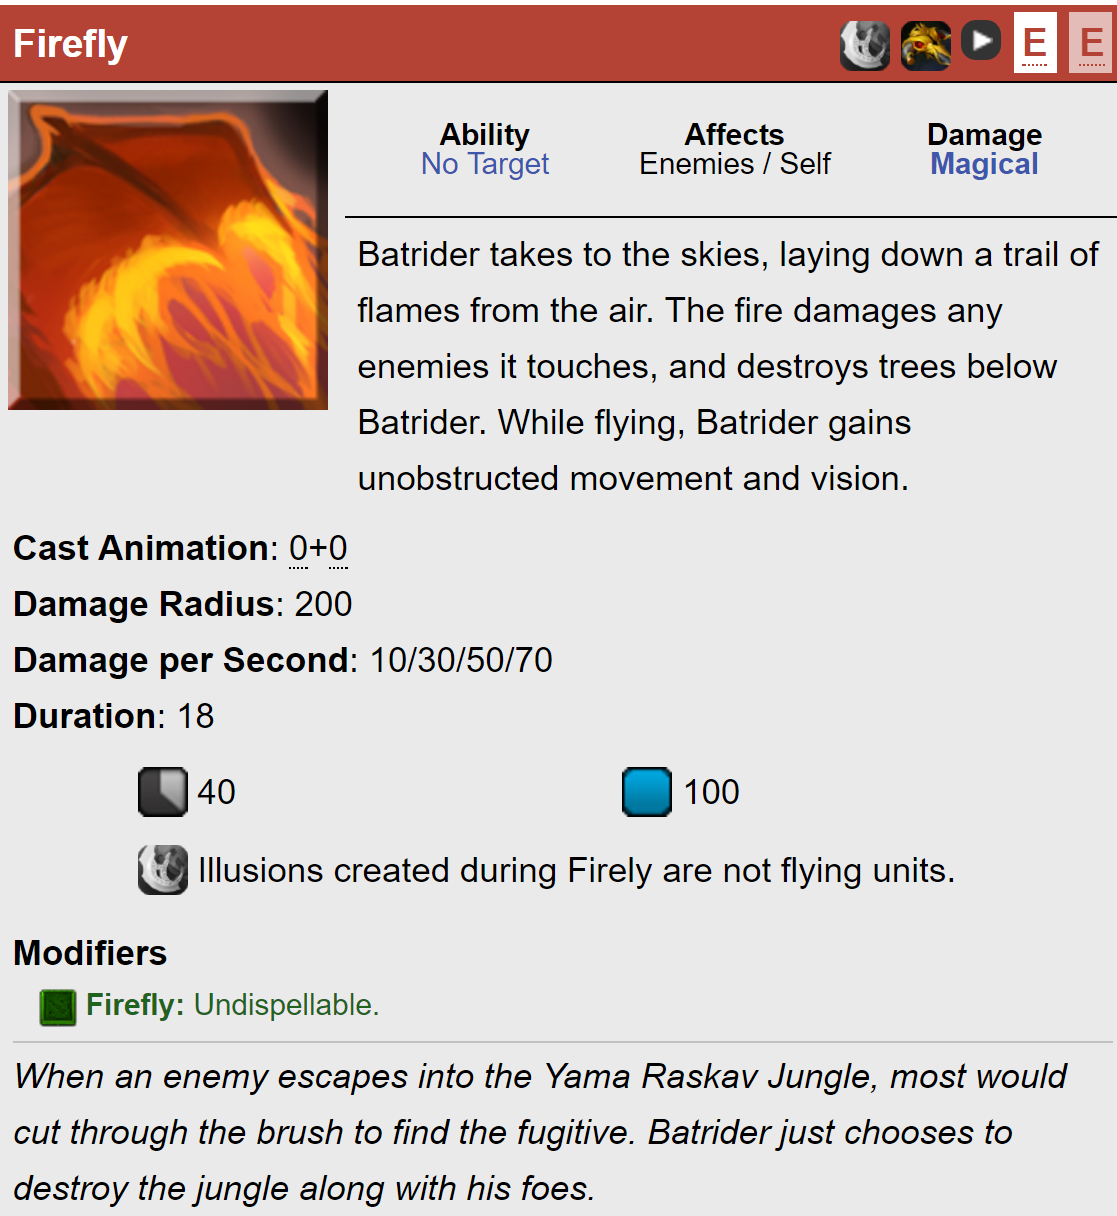 Firefly E E
Ability Affects Damage
No Target Enemies / Self Magical
Batrider takes to the skies, laying down a trail of
flames from the air. The fire damages any
enemies it touches, and destroys trees below
Batrider. While flying, Batrider gains
unobstructed movement and vision.
Cast Animation: 0+0
Damage Radius: 200
Damage per Second: 10/30/50/70
Duration: 18
40 100
Illusions created during Firely are not flying units.
Modifiers
Firefly: Undispellable.
When an enemy escapes into the Yama Raskav Jungle, most would
cut through the brush to find the fugitive. Batrider just chooses to
destroy the jungle along with his foes.